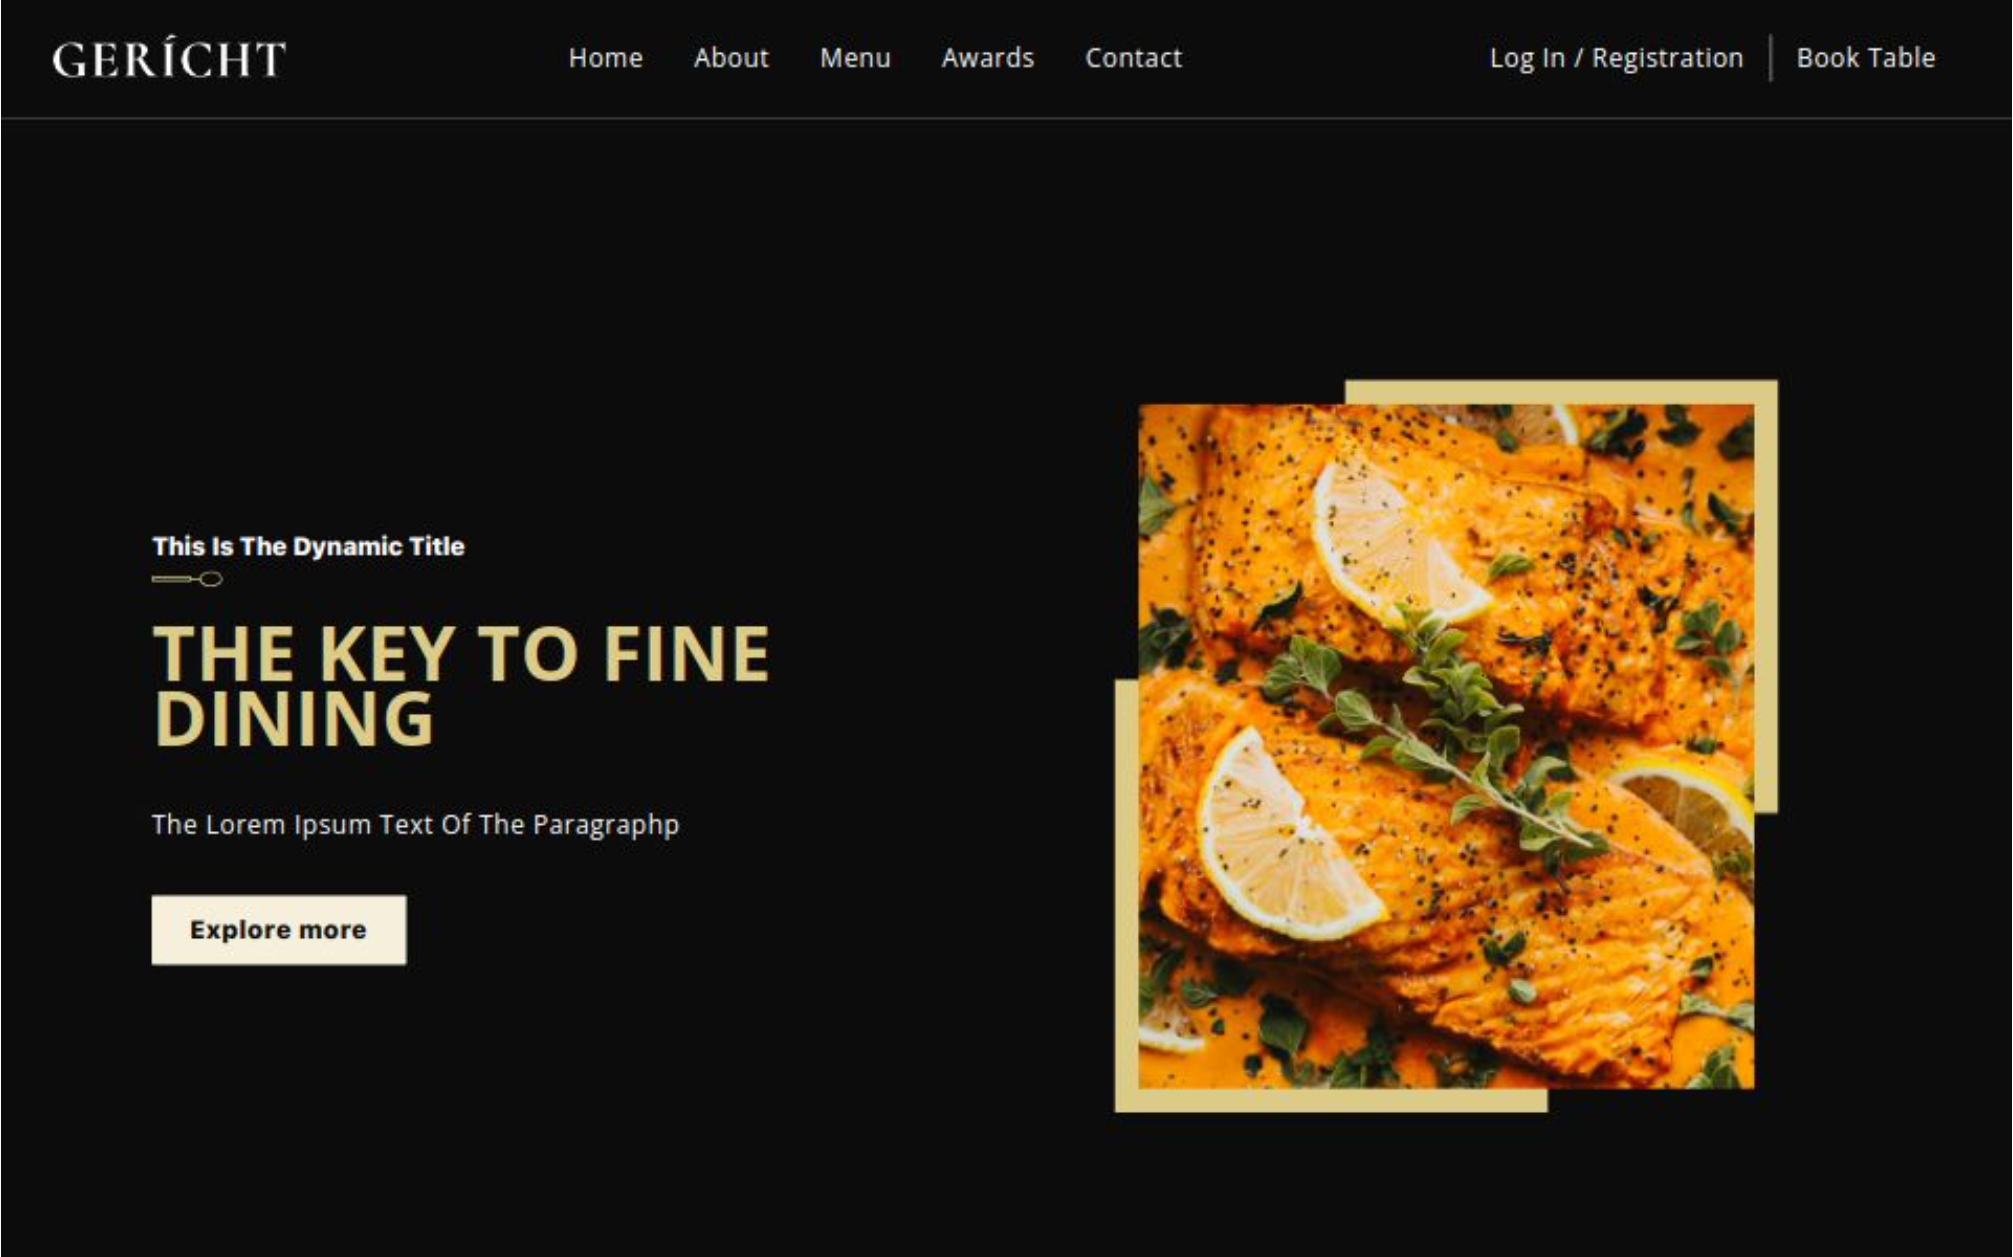 GERÍCHT
Home About Menu Awards Contact
Log In / Registration Book Table
This Is The Dynamic Title
THE KEY TO FINE
DINING
The Lorem Ipsum Text Of The Paragraphp
Explore more